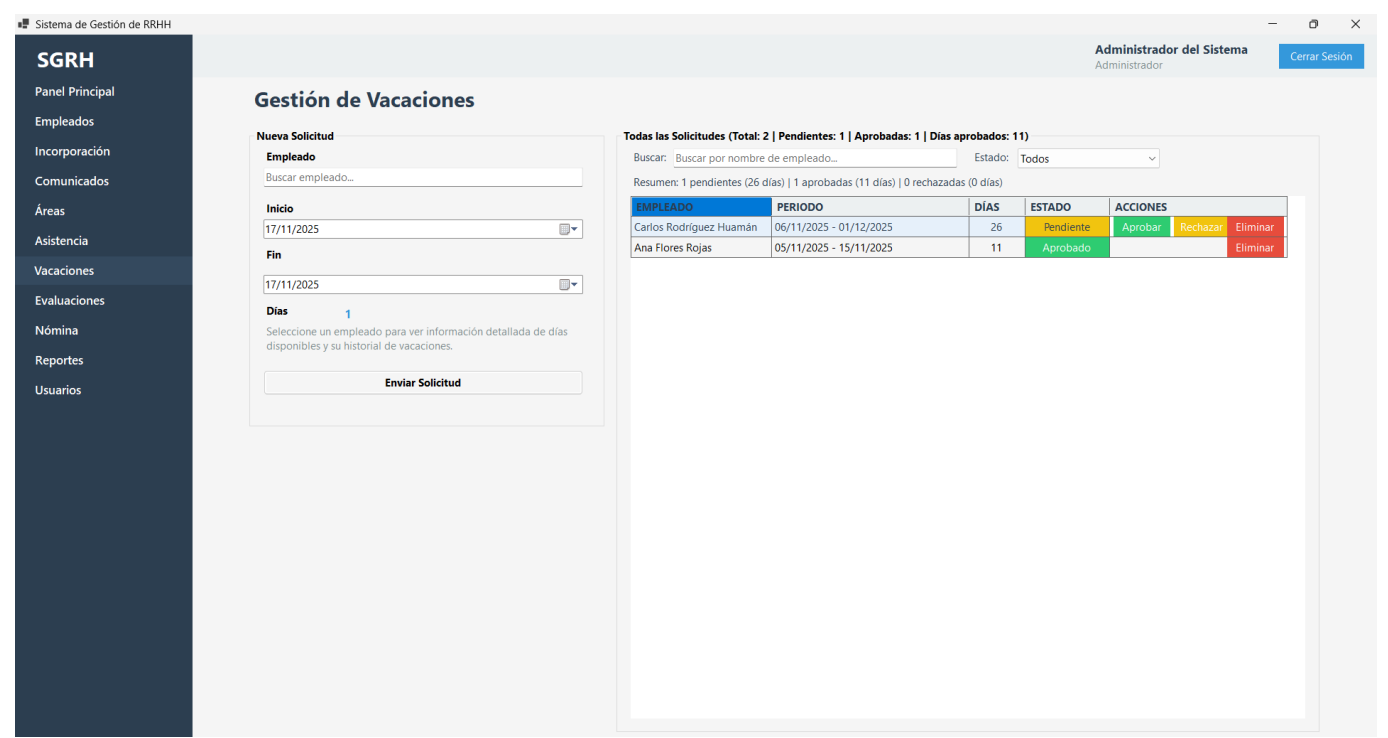 Sistema de Gestión de RRHH
SGRH
Administrador del Sistema
Administrador
Cerrar Sesión
Panel Principal
Empleados
Incorporación
Comunicados
Áreas
Asistencia
Vacaciones
Evaluaciones
Nómina
Reportes
Usuarios
Gestión de Vacaciones
Nueva Solicitud
Empleado
Buscar empleado...
Inicio
17/11/2025
Fin
17/11/2025
Días 1
Seleccione un empleado para ver información detallada de días
disponibles y su historial de vacaciones.
Enviar Solicitud
Todas las Solicitudes (Total: 2 | Pendientes: 1 | Aprobadas: 1 | Días aprobados: 11)
Buscar: Buscar por nombre de empleado... Estado: Todos
Resumen: 1 pendientes (26 días) | 1 aprobadas (11 días) | 0 rechazadas (0 días)
EMPLEADO PERIODO DÍAS ESTADO ACCIONES
Carlos Rodríguez Huamán 06/11/2025 - 01/12/2025 26 Pendiente Aprobar Rechazar Eliminar
Ana Flores Rojas 05/11/2025 - 15/11/2025 11 Aprobado Eliminar